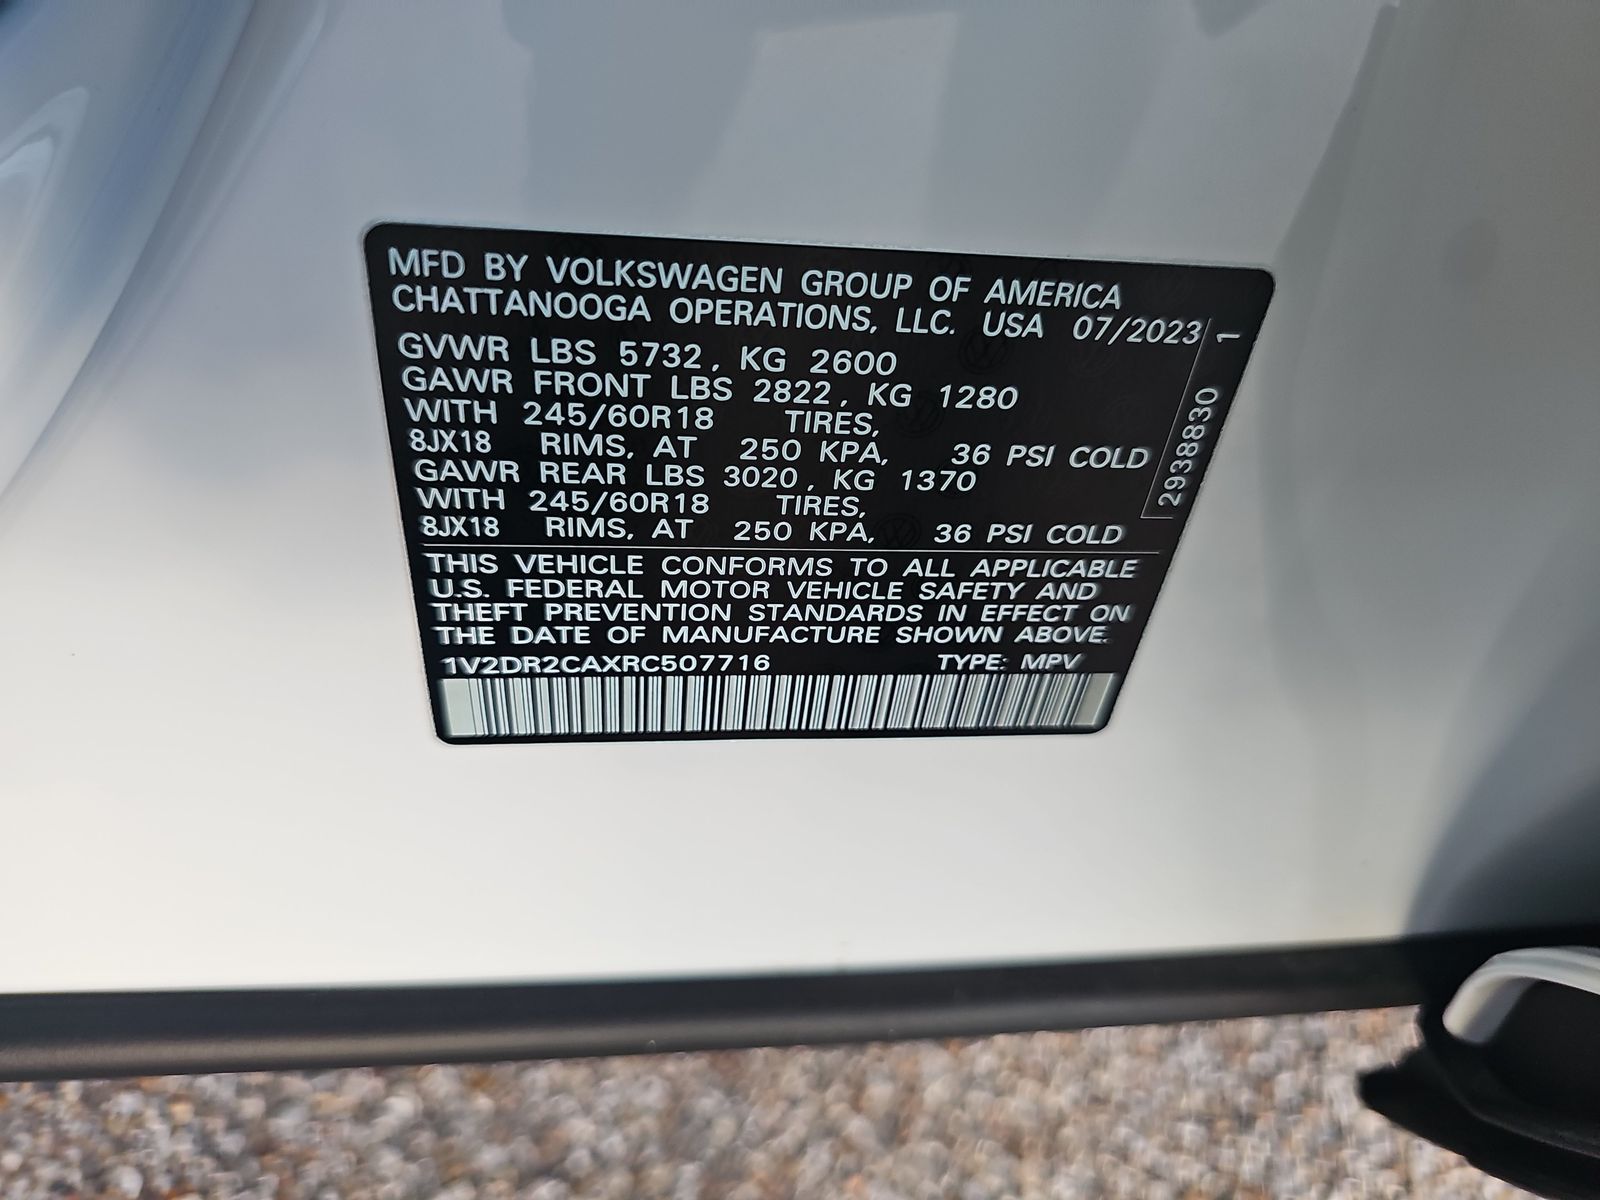 MFD BY VOLKSWAGEN GROUP OF AMERICA
CHATTANOOGA OPERATIONS, LLC. USA 07/2023
GVWR LBS 5732, KG 2600
GAWR FRONT LBS 2822, KG 1280
WITH 245/60R18 TIRES,
8JX18 RIMS, AT 250 KPA, 36 PSI COLD
GAWR REAR LBS 3020, KG 1370
WITH 245/60R18 TIRES,
8JX18 RIMS, AT 250 KPA, 36 PSI COLD
THIS VEHICLE CONFORMS TO ALL APPLICABLE
U.S. FEDERAL MOTOR VEHICLE SAFETY AND
THEFT PREVENTION STANDARDS IN EFFECT ON
THE DATE OF MANUFACTURE SHOWN ABOVE.
1V2DR2CAXRC507716 TYPE: MPV
2938830 1